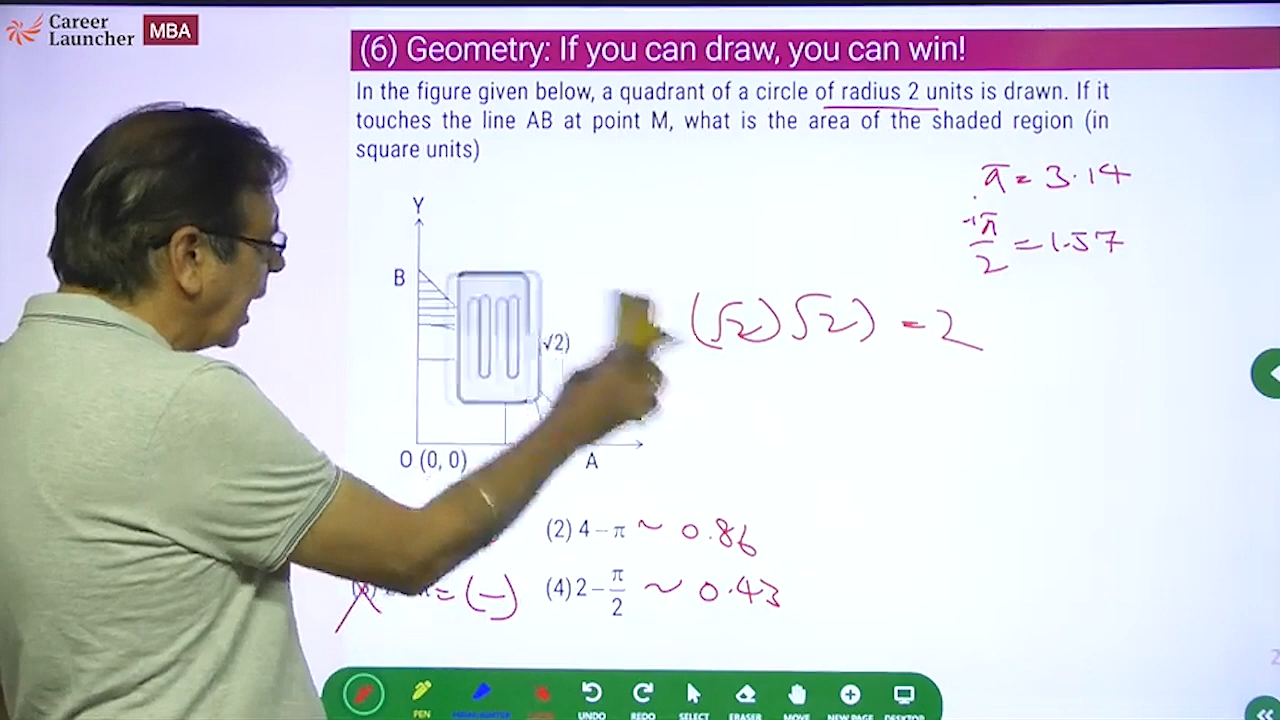 Career
Launcher
MBA
(6) Geometry: If you can draw, you can win!
In the figure given below, a quadrant of a circle of radius 2 units is drawn. If it
touches the line AB at point M, what is the area of the shaded region (in
square units)
π = 3.14
π/2 = 1.57
Y
B
√2)
(√2)(√2) = 2
O (0, 0)
A
(2) 4 – π ~ 0.86
= (–)
(4) 2 – π/2 ~ 0.43
PEN
UNDO
REDO
SELECT
ERASER
MOVE
NEW PAGE
DESKTOP